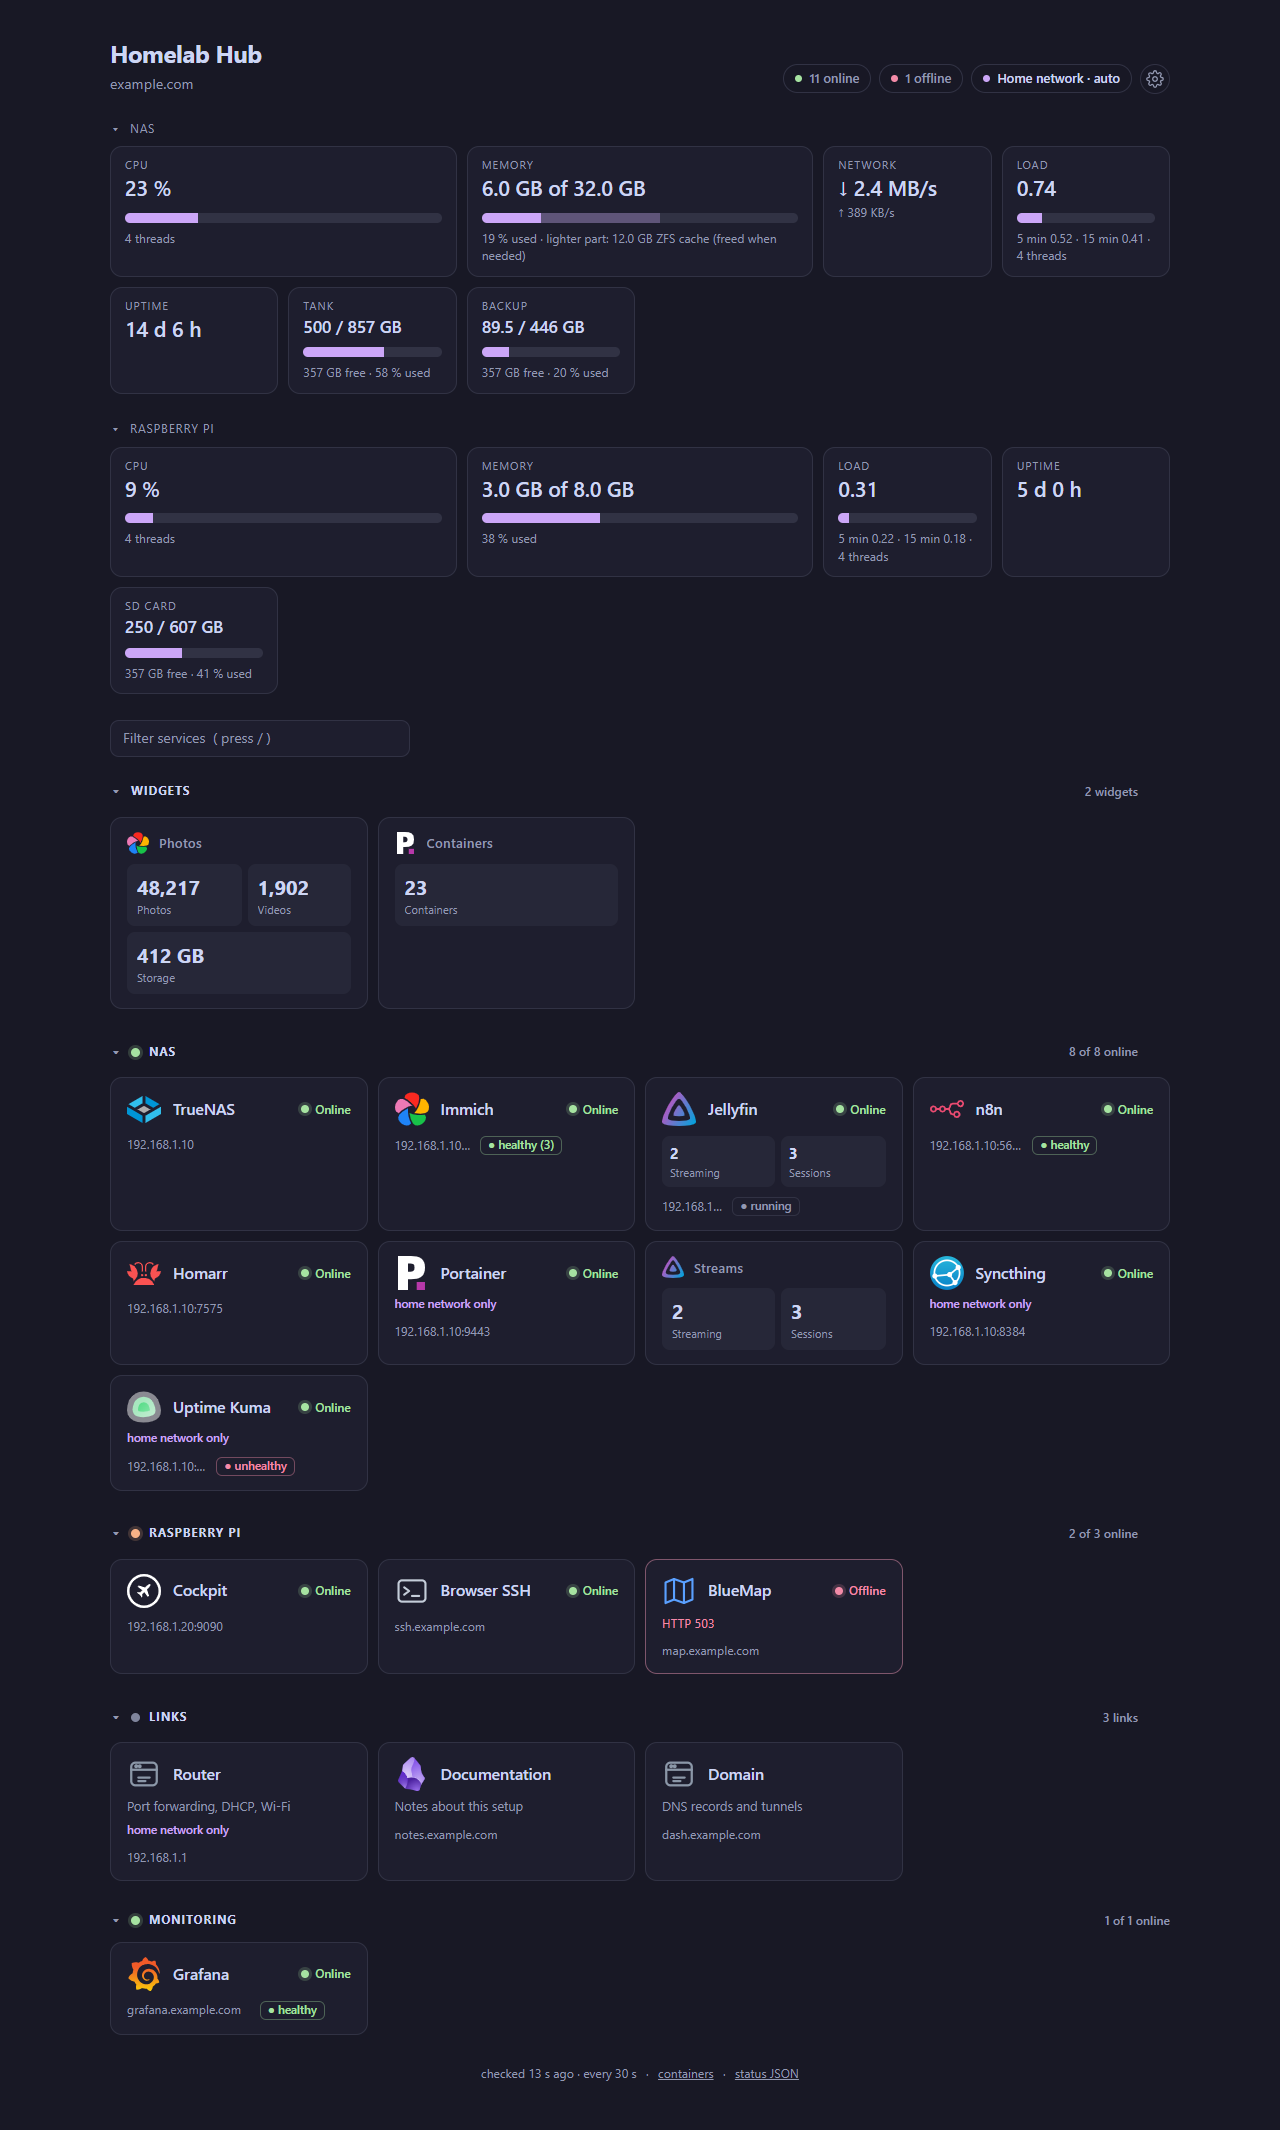 Homelab Hub
example.com
11 online
1 offline
Home network · auto
NAS
CPU
23 %
4 threads
MEMORY
6.0 GB of 32.0 GB
19 % used · lighter part: 12.0 GB ZFS cache (freed when
needed)
NETWORK
↓ 2.4 MB/s
↑ 389 KB/s
LOAD
0.74
5 min 0.52 · 15 min 0.41 ·
4 threads
UPTIME
14 d 6 h
TANK
500 / 857 GB
357 GB free · 58 % used
BACKUP
89.5 / 446 GB
357 GB free · 20 % used
RASPBERRY PI
CPU
9 %
4 threads
MEMORY
3.0 GB of 8.0 GB
38 % used
LOAD
0.31
5 min 0.22 · 15 min 0.18 ·
4 threads
UPTIME
5 d 0 h
SD CARD
250 / 607 GB
357 GB free · 41 % used
Filter services ( press / )
WIDGETS
2 widgets
Photos
48,217
Photos
1,902
Videos
412 GB
Storage
Containers
23
Containers
NAS
8 of 8 online
TrueNAS
Online
192.168.1.10
Immich
Online
192.168.1.10...
healthy (3)
Jellyfin
Online
2
Streaming
3
Sessions
192.168.1...
running
n8n
Online
192.168.1.10:56...
healthy
Homarr
Online
192.168.1.10:7575
Portainer
Online
home network only
192.168.1.10:9443
Streams
2
Streaming
3
Sessions
Syncthing
Online
home network only
192.168.1.10:8384
Uptime Kuma
Online
home network only
192.168.1.10:...
unhealthy
RASPBERRY PI
2 of 3 online
Cockpit
Online
192.168.1.20:9090
Browser SSH
Online
ssh.example.com
BlueMap
Offline
HTTP 503
map.example.com
LINKS
3 links
Router
Port forwarding, DHCP, Wi-Fi
home network only
192.168.1.1
Documentation
Notes about this setup
notes.example.com
Domain
DNS records and tunnels
dash.example.com
MONITORING
1 of 1 online
Grafana
Online
grafana.example.com
healthy
checked 13 s ago · every 30 s · containers · status JSON